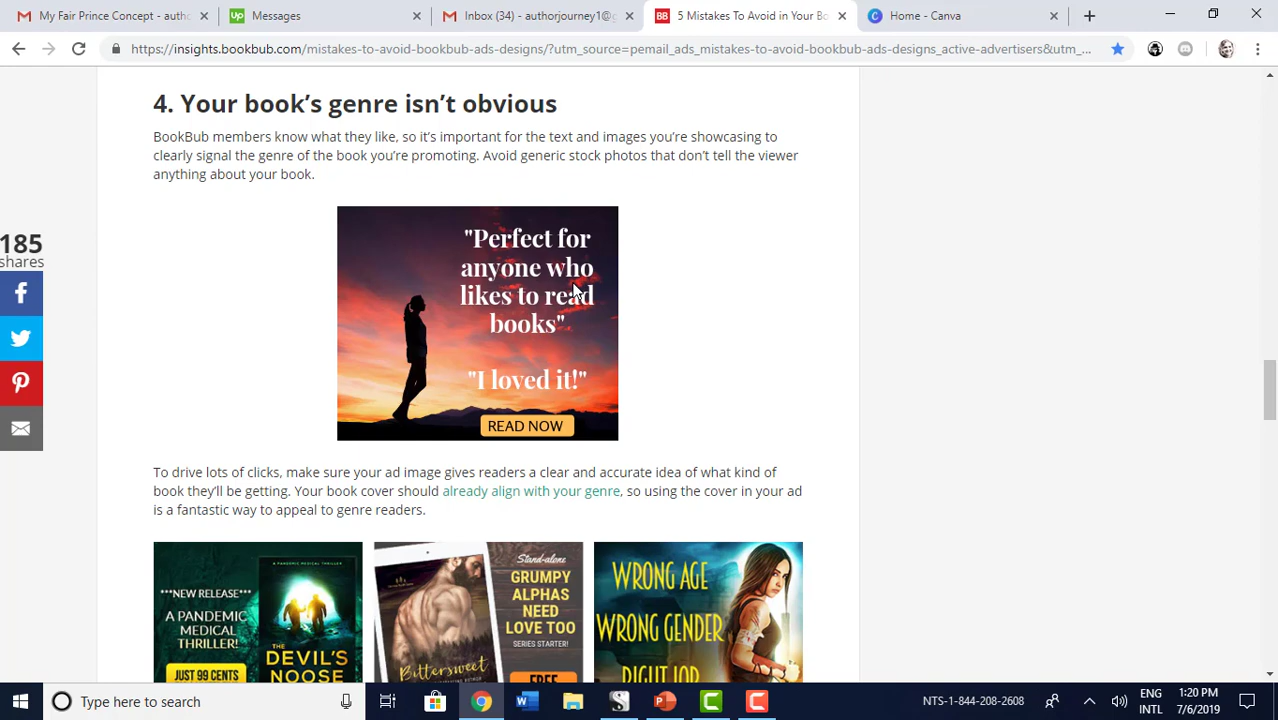 My Fair Prince Concept - autho
Messages
Inbox (34) - authorjourney1@g
5 Mistakes To Avoid in Your Bo
Home - Canva
https://insights.bookbub.com/mistakes-to-avoid-bookbub-ads-designs/?utm_source=pemail_ads_mistakes-to-avoid-bookbub-ads-designs_active-advertisers&utm_...
4. Your book's genre isn't obvious
BookBub members know what they like, so it's important for the text and images you're showcasing to
clearly signal the genre of the book you're promoting. Avoid generic stock photos that don't tell the viewer
anything about your book.
185
shares
"Perfect for
anyone who
likes to read
books"
"I loved it!"
READ NOW
To drive lots of clicks, make sure your ad image gives readers a clear and accurate idea of what kind of
book they'll be getting. Your book cover should already align with your genre, so using the cover in your ad
is a fantastic way to appeal to genre readers.
***NEW RELEASE***
A PANDEMIC
MEDICAL
THRILLER!
JUST 99 CENTS
A PANDEMIC MEDICAL THRILLER
THE
DEVIL'S
NOOSE
Bittersweet
Stand-alone
GRUMPY
ALPHAS
NEED
LOVE TOO
SERIES STARTER!
FREE
WRONG AGE
WRONG GENDER
RIGHT JOB
Type here to search
NTS-1-844-208-2608
ENG
INTL
1:20 PM
7/6/2019